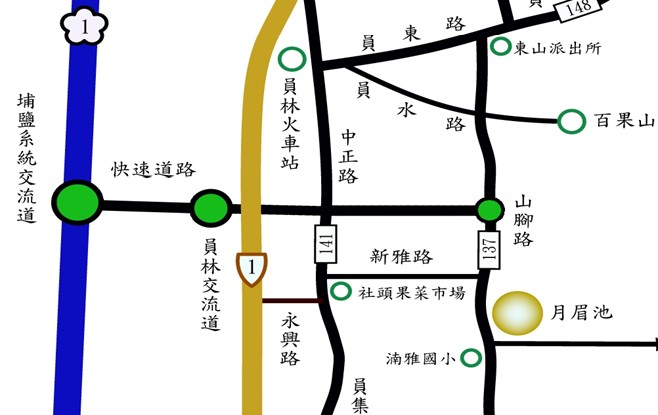 1
員
148
員東路
東山派出所
員林火車站
員水路
百果山
埔鹽系統交流道
中正路
快速道路
山腳路
員林交流道
141
137
新雅路
1
社頭果菜市場
月眉池
永興路
湳雅國小
員集